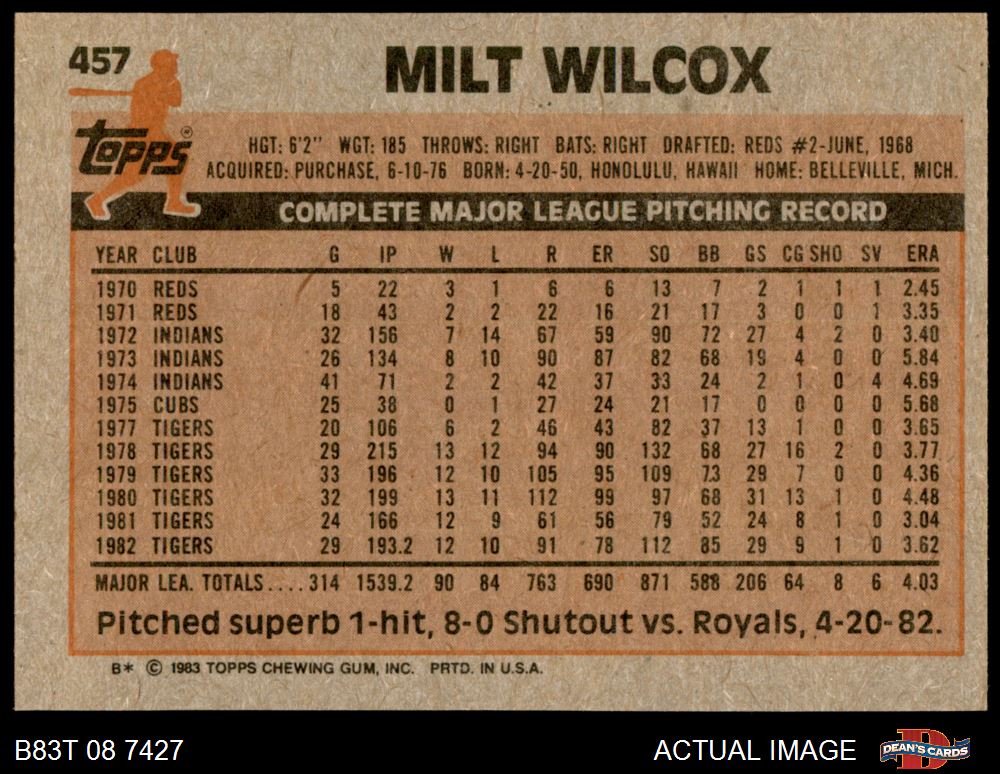 457
MILT WILCOX
Topps®
HGT: 6'2" WGT: 185 THROWS: RIGHT BATS: RIGHT DRAFTED: REDS #2-JUNE, 1968
ACQUIRED: PURCHASE, 6-10-76 BORN: 4-20-50, HONOLULU, HAWAII HOME: BELLEVILLE, MICH.
COMPLETE MAJOR LEAGUE PITCHING RECORD
YEAR CLUB G IP W L R ER SO BB GS CG SHO SV ERA
1970 REDS 5 22 3 1 6 6 13 7 2 1 1 1 2.45
1971 REDS 18 43 2 2 22 16 21 17 3 0 0 1 3.35
1972 INDIANS 32 156 7 14 67 59 90 72 27 4 2 0 3.40
1973 INDIANS 26 134 8 10 90 87 82 68 19 4 0 0 5.84
1974 INDIANS 41 71 2 2 42 37 33 24 2 1 0 4 4.69
1975 CUBS 25 38 0 1 27 24 21 17 0 0 0 0 5.68
1977 TIGERS 20 106 6 2 46 43 82 37 13 1 0 0 3.65
1978 TIGERS 29 215 13 12 94 90 132 68 27 16 2 0 3.77
1979 TIGERS 33 196 12 10 105 95 109 73 29 7 0 0 4.36
1980 TIGERS 32 199 13 11 112 99 97 68 31 13 1 0 4.48
1981 TIGERS 24 166 12 9 61 56 79 52 24 8 1 0 3.04
1982 TIGERS 29 193.2 12 10 91 78 112 85 29 9 1 0 3.62
MAJOR LEA. TOTALS.... 314 1539.2 90 84 763 690 871 588 206 64 8 6 4.03
Pitched superb 1-hit, 8-0 Shutout vs. Royals, 4-20-82.
B* © 1983 TOPPS CHEWING GUM, INC. PRTD. IN U.S.A.
B83T 08 7427
ACTUAL IMAGE
DEAN'S CARDS